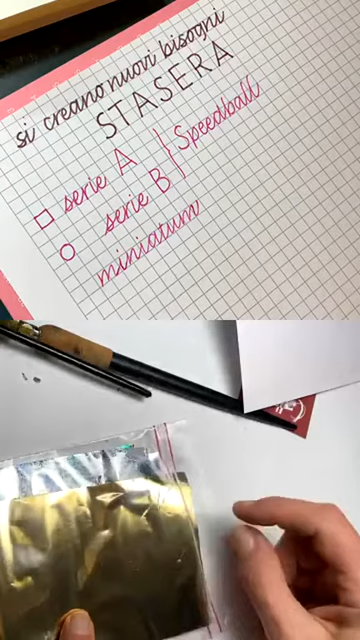 si creano nuovi bisogni
STASERA
serie A
Speedball
serie B
miniatum